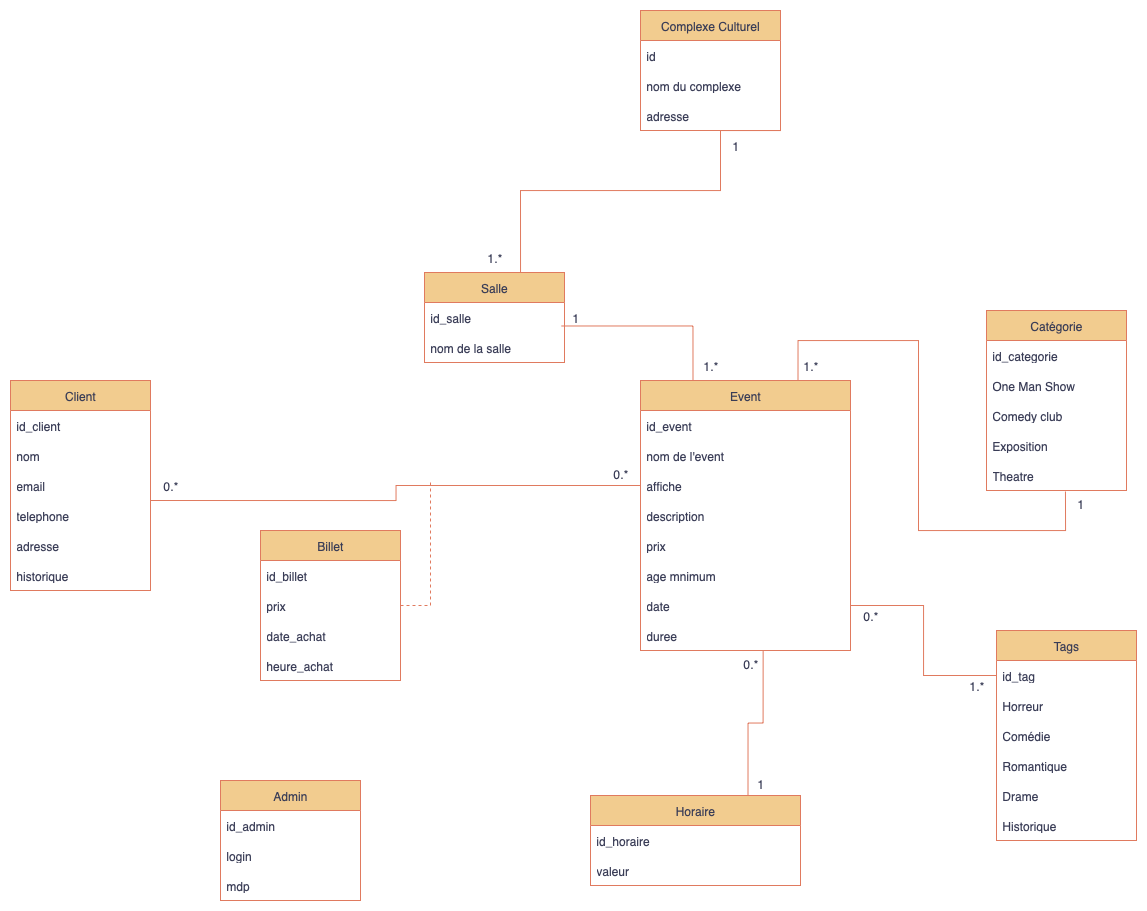 Complexe Culturel
id
nom du complexe
adresse
1
1.*
Salle
id_salle
nom de la salle
1
1.*
1.*
Catégorie
id_categorie
One Man Show
Comedy club
Exposition
Theatre
1
Client
id_client
nom
email
telephone
adresse
historique
0.*
0.*
Event
id_event
nom de l'event
affiche
description
prix
age mnimum
date
duree
Billet
id_billet
prix
date_achat
heure_achat
0.*
1.*
Tags
id_tag
Horreur
Comédie
Romantique
Drame
Historique
0.*
1
Admin
id_admin
login
mdp
Horaire
id_horaire
valeur